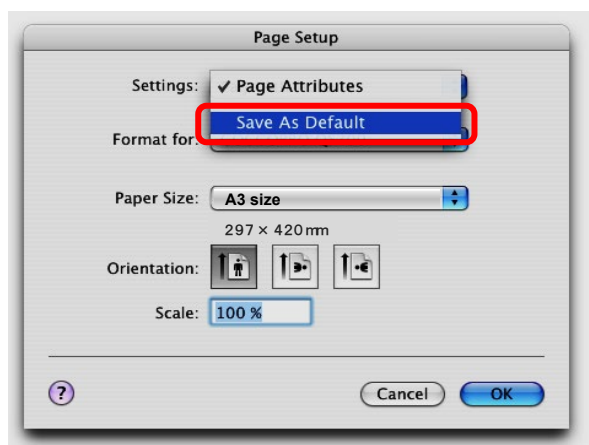 Page Setup
Settings: ✓ Page Attributes
Save As Default
Format for:
Paper Size: A3 size
297 × 420 mm
Orientation:
Scale: 100 %
?
Cancel OK